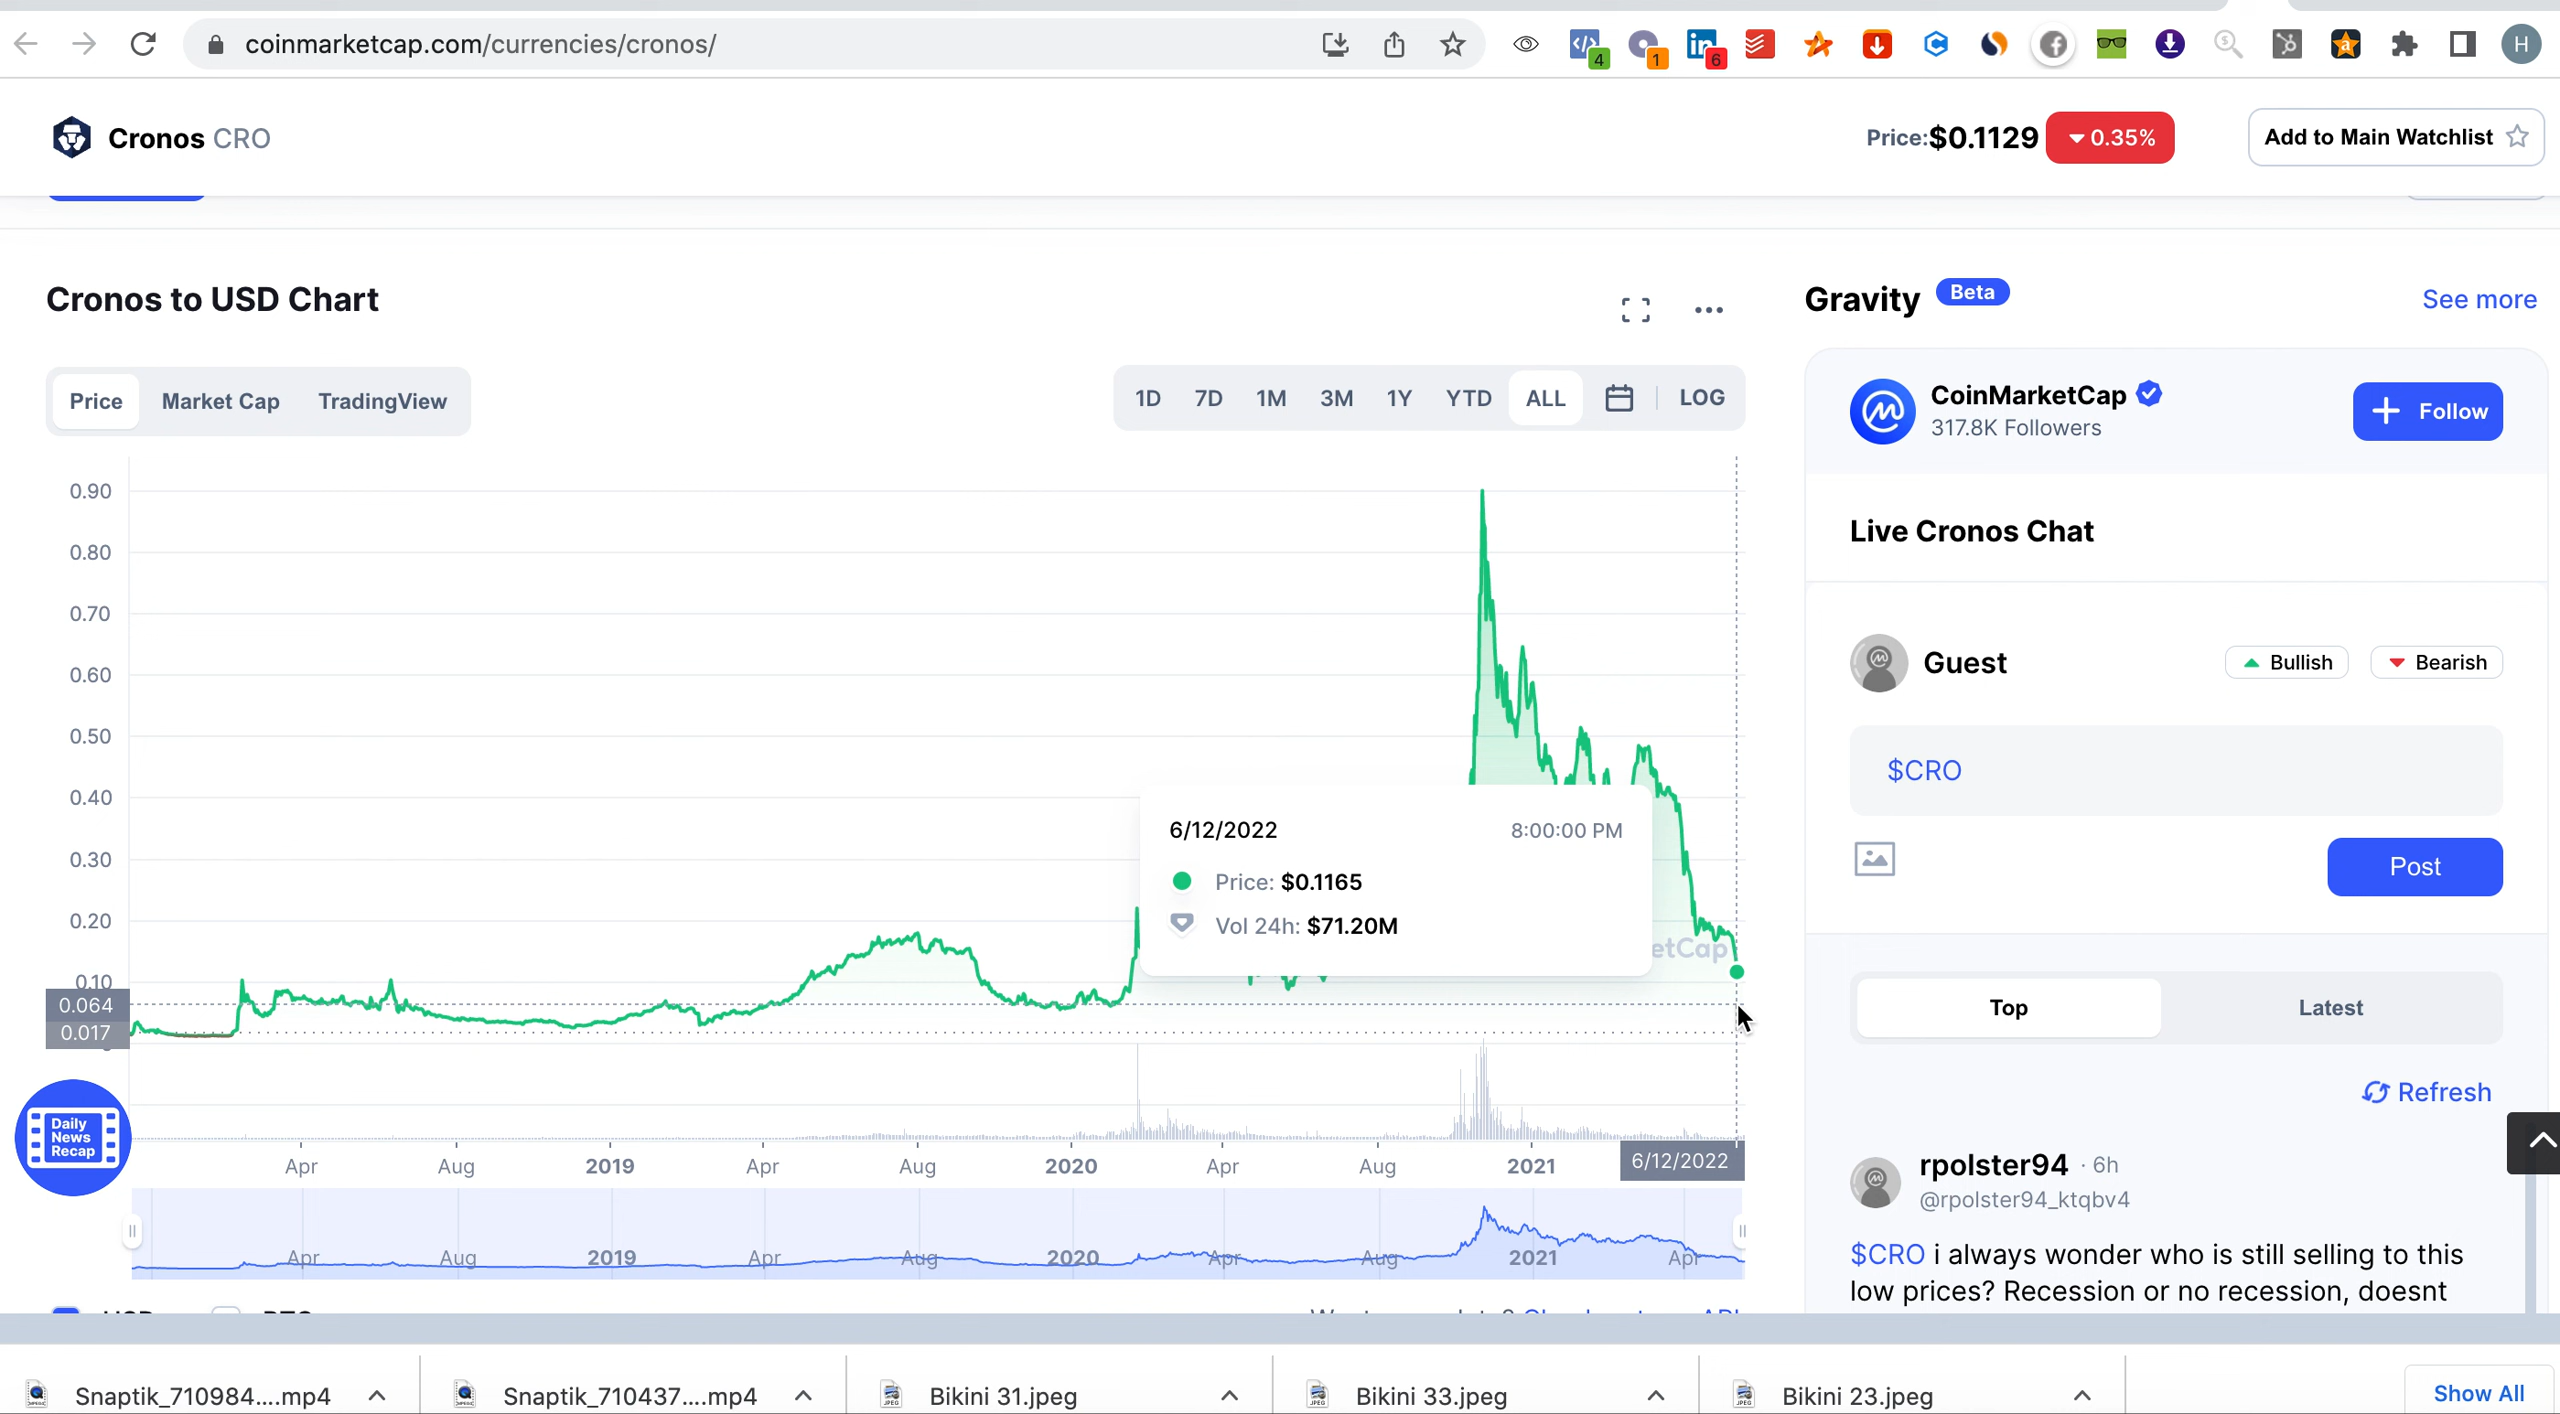 coinmarketcap.com/currencies/cronos/
4
1
6
H
Cronos CRO
Price:$0.1129
0.35%
Add to Main Watchlist
Cronos to USD Chart
Price
Market Cap
TradingView
1D
7D
1M
3M
1Y
YTD
ALL
LOG
0.90
0.80
0.70
0.60
0.50
0.40
0.30
0.20
0.10
0.064
0.017
6/12/2022
8:00:00 PM
Price: $0.1165
Vol 24h: $71.20M
etCap
Apr
Aug
2019
Apr
Aug
2020
Apr
Aug
2021
6/12/2022
Apr
Aug
2019
Apr
Aug
2020
Apr
Aug
2021
Apr
Daily
News
Recap
Gravity
Beta
See more
CoinMarketCap
317.8K Followers
Follow
Live Cronos Chat
Guest
Bullish
Bearish
$CRO
Post
Top
Latest
Refresh
rpolster94 · 6h
@rpolster94_ktqbv4
$CRO i always wonder who is still selling to this
low prices? Recession or no recession, doesnt
Snaptik_710984....mp4
Snaptik_710437....mp4
Bikini 31.jpeg
Bikini 33.jpeg
Bikini 23.jpeg
Show All